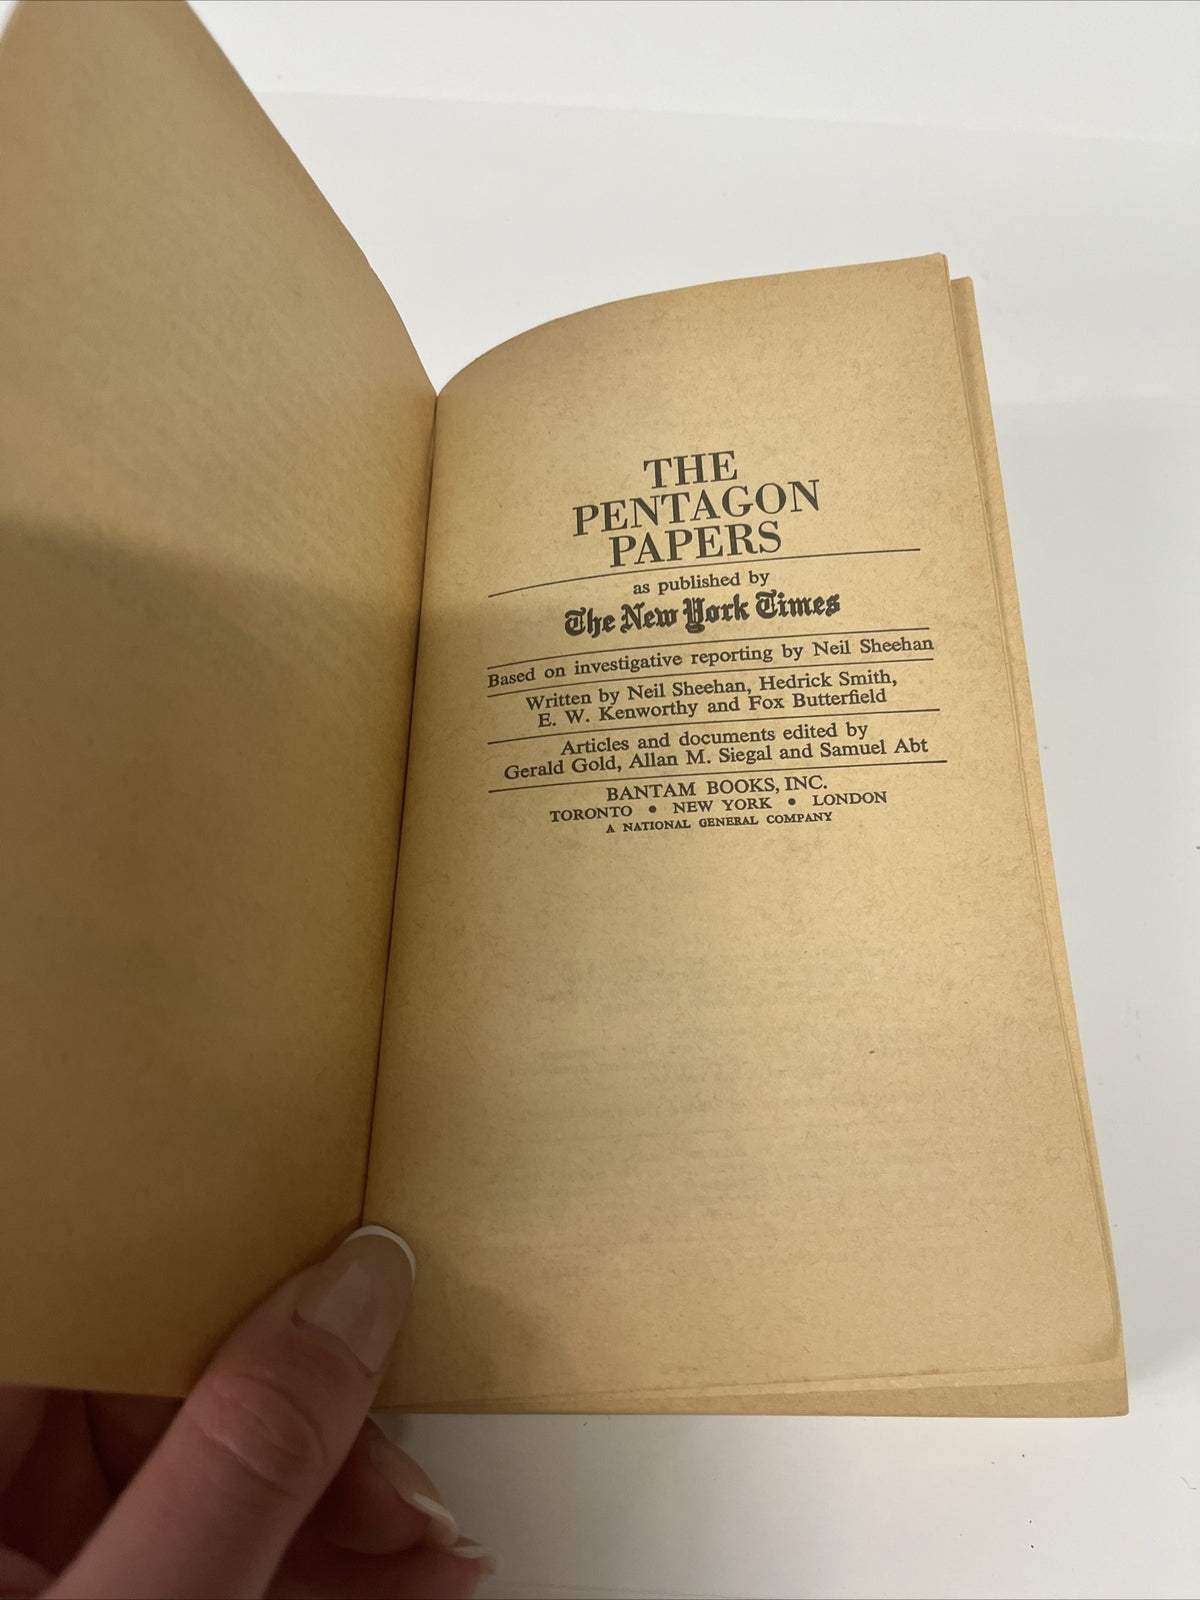 THE
PENTAGON
PAPERS
as published by
The New York Times
Based on investigative reporting by Neil Sheehan
Written by Neil Sheehan, Hedrick Smith,
E. W. Kenworthy and Fox Butterfield
Articles and documents edited by
Gerald Gold, Allan M. Siegal and Samuel Abt
BANTAM BOOKS, INC.
TORONTO • NEW YORK • LONDON
A NATIONAL GENERAL COMPANY